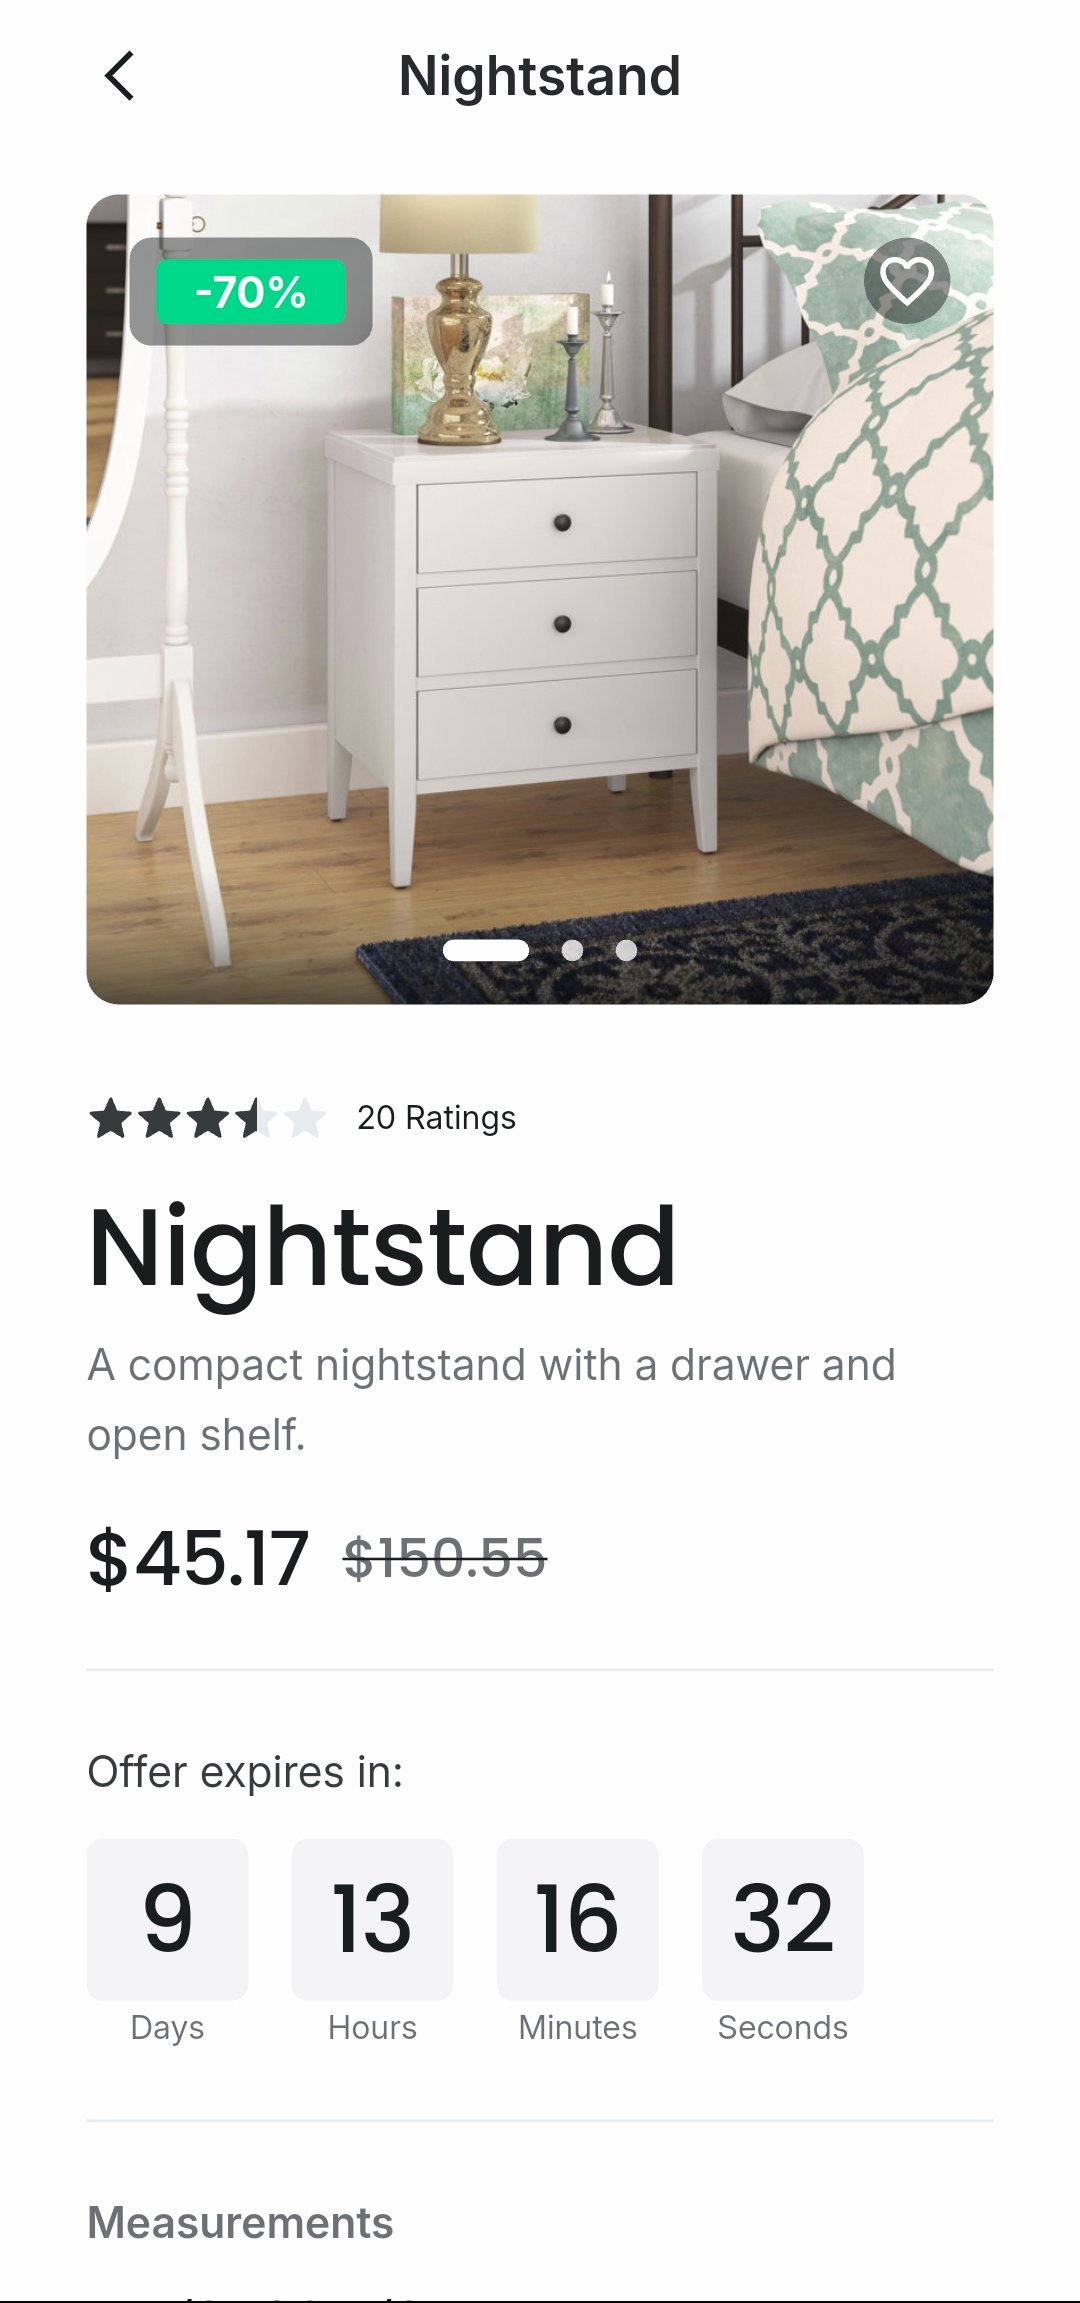 Nightstand
-70%
20 Ratings
Nightstand
A compact nightstand with a drawer and
open shelf.
$45.17 $150.55
Offer expires in:
9 13 16 32
Days Hours Minutes Seconds
Measurements